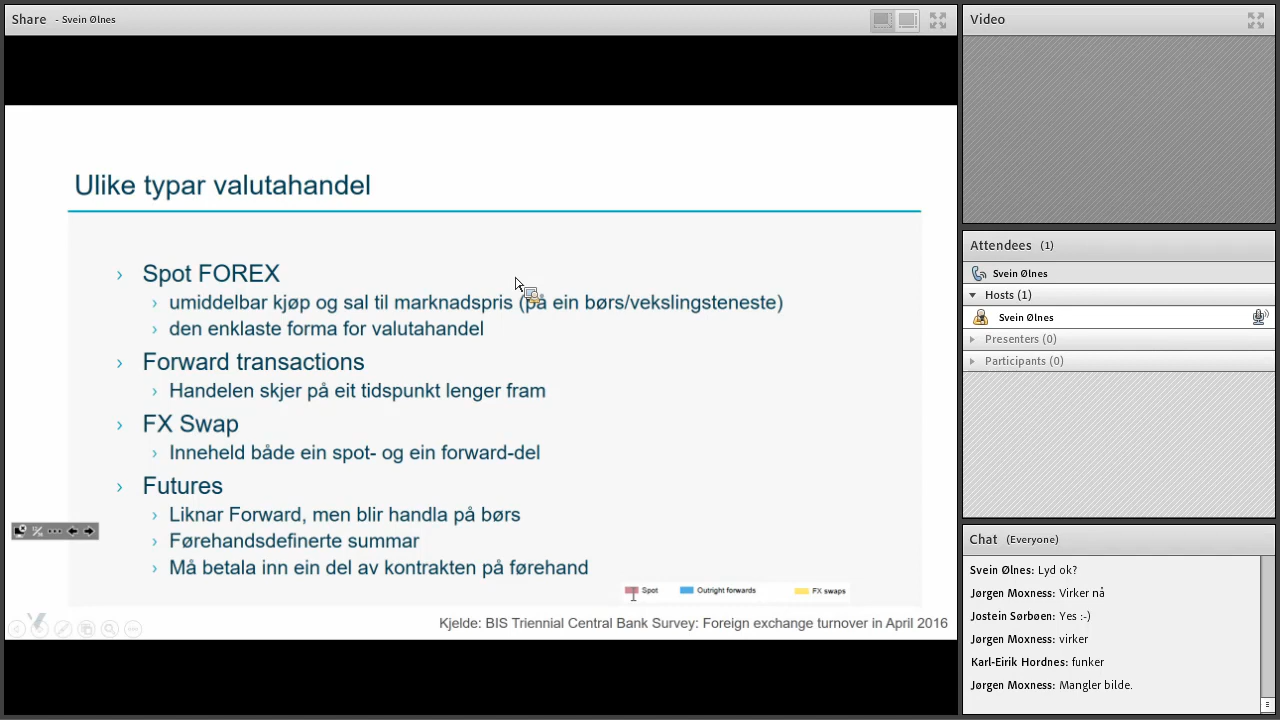 Share - Svein Ølnes
Ulike typar valutahandel
› Spot FOREX
› umiddelbar kjøp og sal til marknadspris (på ein børs/vekslingsteneste)
› den enklaste forma for valutahandel
› Forward transactions
› Handelen skjer på eit tidspunkt lenger fram
› FX Swap
› Inneheld både ein spot- og ein forward-del
› Futures
› Liknar Forward, men blir handla på børs
› Førehandsdefinerte summar
› Må betala inn ein del av kontrakten på førehand
Spot Outright forwards FX swaps
Kjelde: BIS Triennial Central Bank Survey: Foreign exchange turnover in April 2016
Video
Attendees (1)
Svein Ølnes
Hosts (1)
Svein Ølnes
Presenters (0)
Participants (0)
Chat (Everyone)
Svein Ølnes: Lyd ok?
Jørgen Moxness: Virker nå
Jostein Sørbøen: Yes :-)
Jørgen Moxness: virker
Karl-Eirik Hordnes: funker
Jørgen Moxness: Mangler bilde.